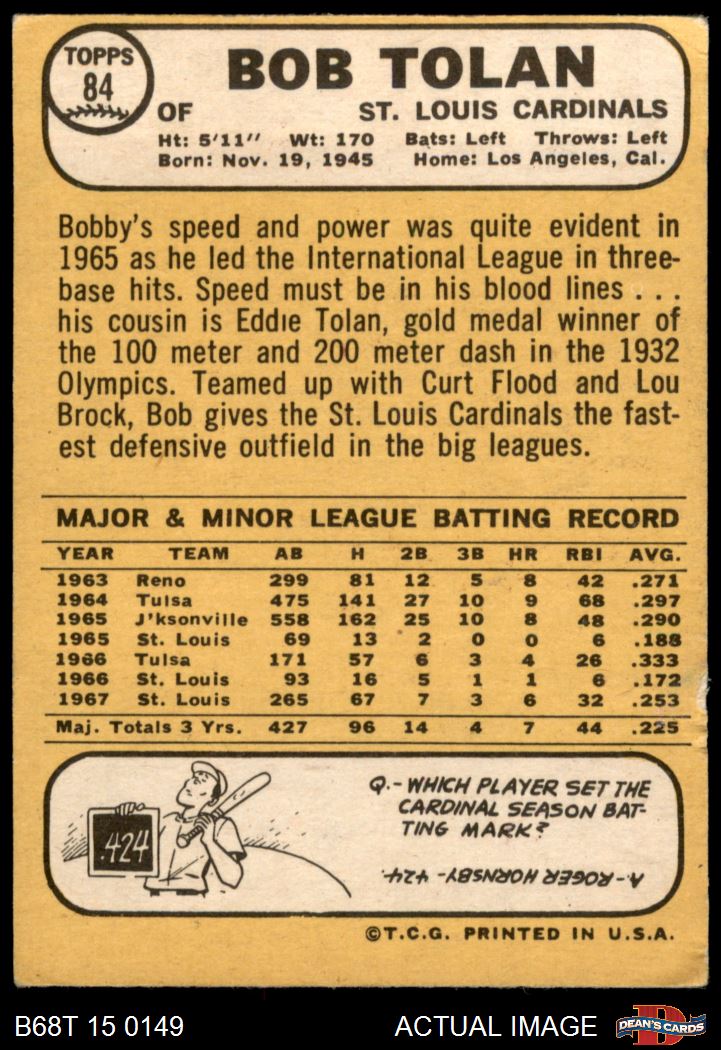 TOPPS
84
BOB TOLAN
OF ST. LOUIS CARDINALS
Ht: 5'11" Wt: 170 Bats: Left Throws: Left
Born: Nov. 19, 1945 Home: Los Angeles, Cal.
Bobby's speed and power was quite evident in
1965 as he led the International League in three-
base hits. Speed must be in his blood lines . . .
his cousin is Eddie Tolan, gold medal winner of
the 100 meter and 200 meter dash in the 1932
Olympics. Teamed up with Curt Flood and Lou
Brock, Bob gives the St. Louis Cardinals the fast-
est defensive outfield in the big leagues.
MAJOR & MINOR LEAGUE BATTING RECORD
YEAR TEAM AB H 2B 3B HR RBI AVG.
1963 Reno 299 81 12 5 8 42 .271
1964 Tulsa 475 141 27 10 9 68 .297
1965 J'ksonville 558 162 25 10 8 48 .290
1965 St. Louis 69 13 2 0 0 6 .188
1966 Tulsa 171 57 6 3 4 26 .333
1966 St. Louis 93 16 5 1 1 6 .172
1967 St. Louis 265 67 7 3 6 32 .253
Maj. Totals 3 Yrs. 427 96 14 4 7 44 .225
.424
Q.- WHICH PLAYER SET THE
CARDINAL SEASON BAT-
TING MARK?
A.- ROGER HORNSBY - .424.
©T.C.G. PRINTED IN U.S.A.
B68T 15 0149 ACTUAL IMAGE DEAN'S CARDS